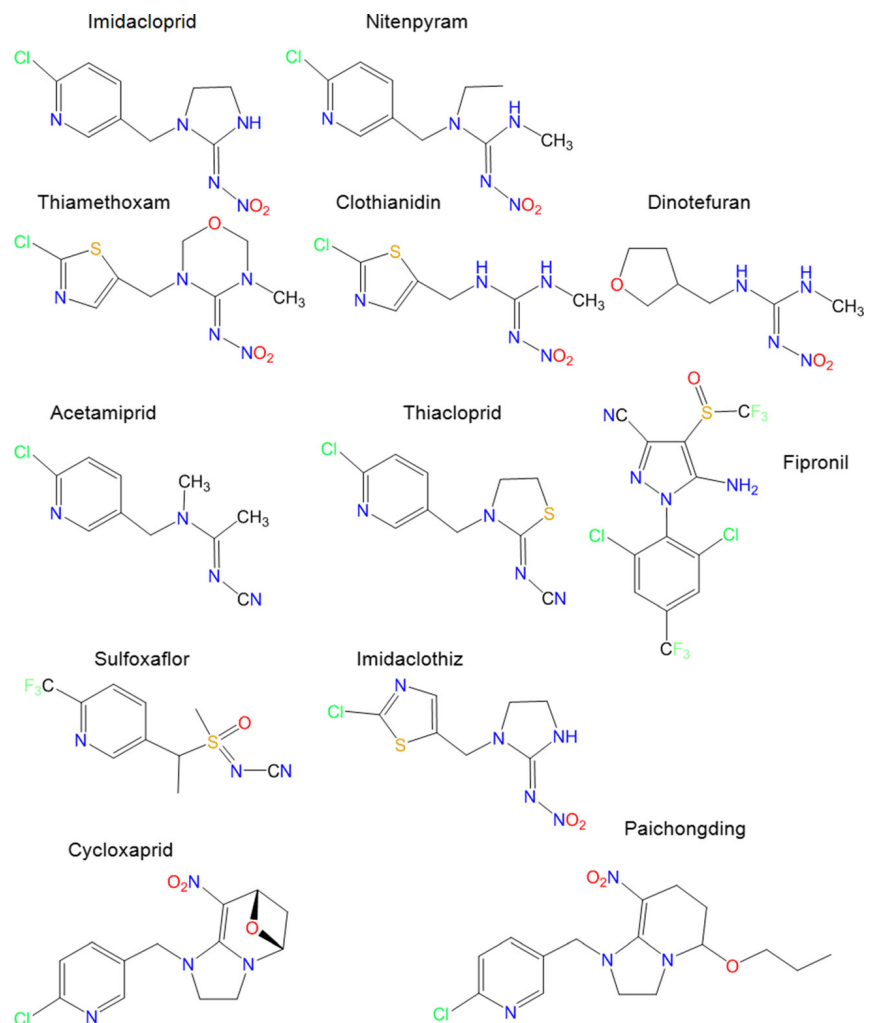 Imidacloprid
Nitenpyram
Cl
N
N
NH
N
NO2
Cl
N
N
H
N
CH3
N
NO2
Thiamethoxam
Clothianidin
Dinotefuran
Cl
S
N
N
O
N
CH3
N
NO2
Cl
S
N
H
N
H
N
CH3
N
NO2
O
H
N
H
N
CH3
N
NO2
Acetamiprid
Thiacloprid
Fipronil
Cl
N
CH3
N
CH3
N
CN
Cl
N
N
S
N
CN
O
S
CF3
NC
N
N
NH2
Cl
Cl
CF3
Sulfoxaflor
Imidaclothiz
F3C
N
S
O
N
CN
N
Cl
S
N
NH
N
NO2
Cycloxaprid
Paichongding
O2N
O
N
N
Cl
N
O2N
N
N
O
Cl
N